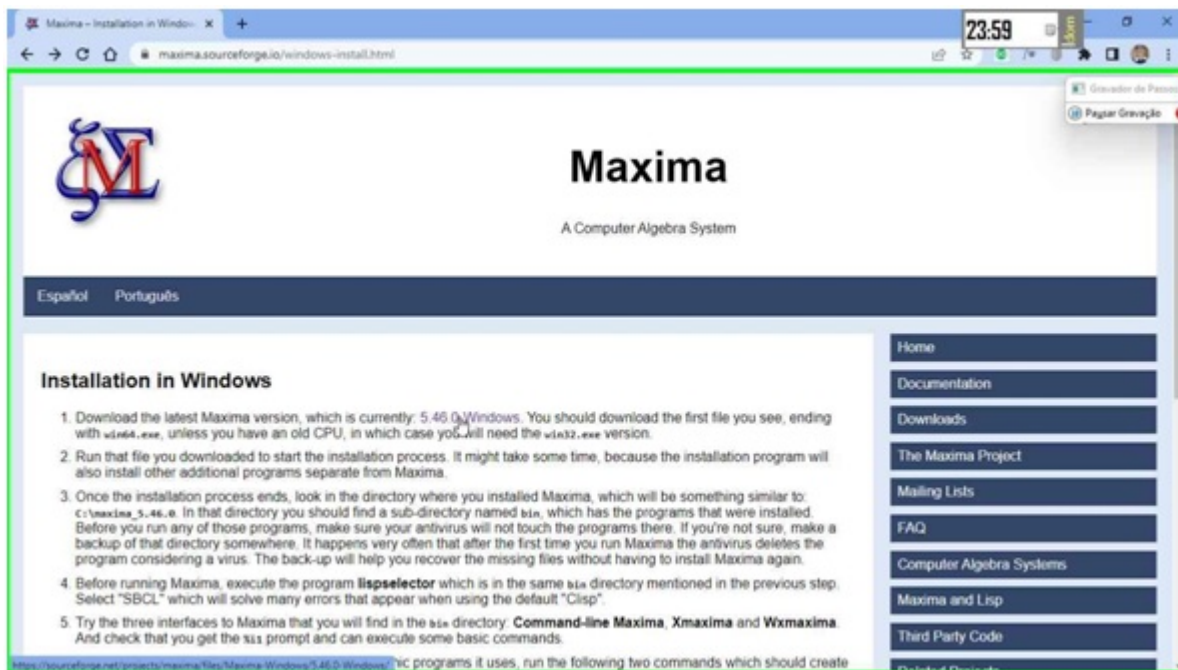 Maxima – Installation in Window
23:59
dom
maxima.sourceforge.io/windows-install.html
Gravador de Passos
Pausar Gravação
Maxima
A Computer Algebra System
Español Português
Installation in Windows
1. Download the latest Maxima version, which is currently: 5.46.0-Windows. You should download the first file you see, ending
with win64.exe, unless you have an old CPU, in which case you will need the win32.exe version.
2. Run that file you downloaded to start the installation process. It might take some time, because the installation program will
also install other additional programs separate from Maxima.
3. Once the installation process ends, look in the directory where you installed Maxima, which will be something similar to:
C:\maxima_5.46.0. In that directory you should find a sub-directory named bin, which has the programs that were installed.
Before you run any of those programs, make sure your antivirus will not touch the programs there. If you're not sure, make a
backup of that directory somewhere. It happens very often that after the first time you run Maxima the antivirus deletes the
program considering a virus. The back-up will help you recover the missing files without having to install Maxima again.
4. Before running Maxima, execute the program lispselector which is in the same bin directory mentioned in the previous step.
Select "SBCL" which will solve many errors that appear when using the default "Clisp".
5. Try the three interfaces to Maxima that you will find in the bin directory: Command-line Maxima, Xmaxima and Wxmaxima.
And check that you get the %i1 prompt and can execute some basic commands.
nic programs it uses, run the following two commands which should create
https://sourceforge.net/projects/maxima/files/Maxima-Windows/5.46.0-Windows/
Home
Documentation
Downloads
The Maxima Project
Mailing Lists
FAQ
Computer Algebra Systems
Maxima and Lisp
Third Party Code
Related Projects